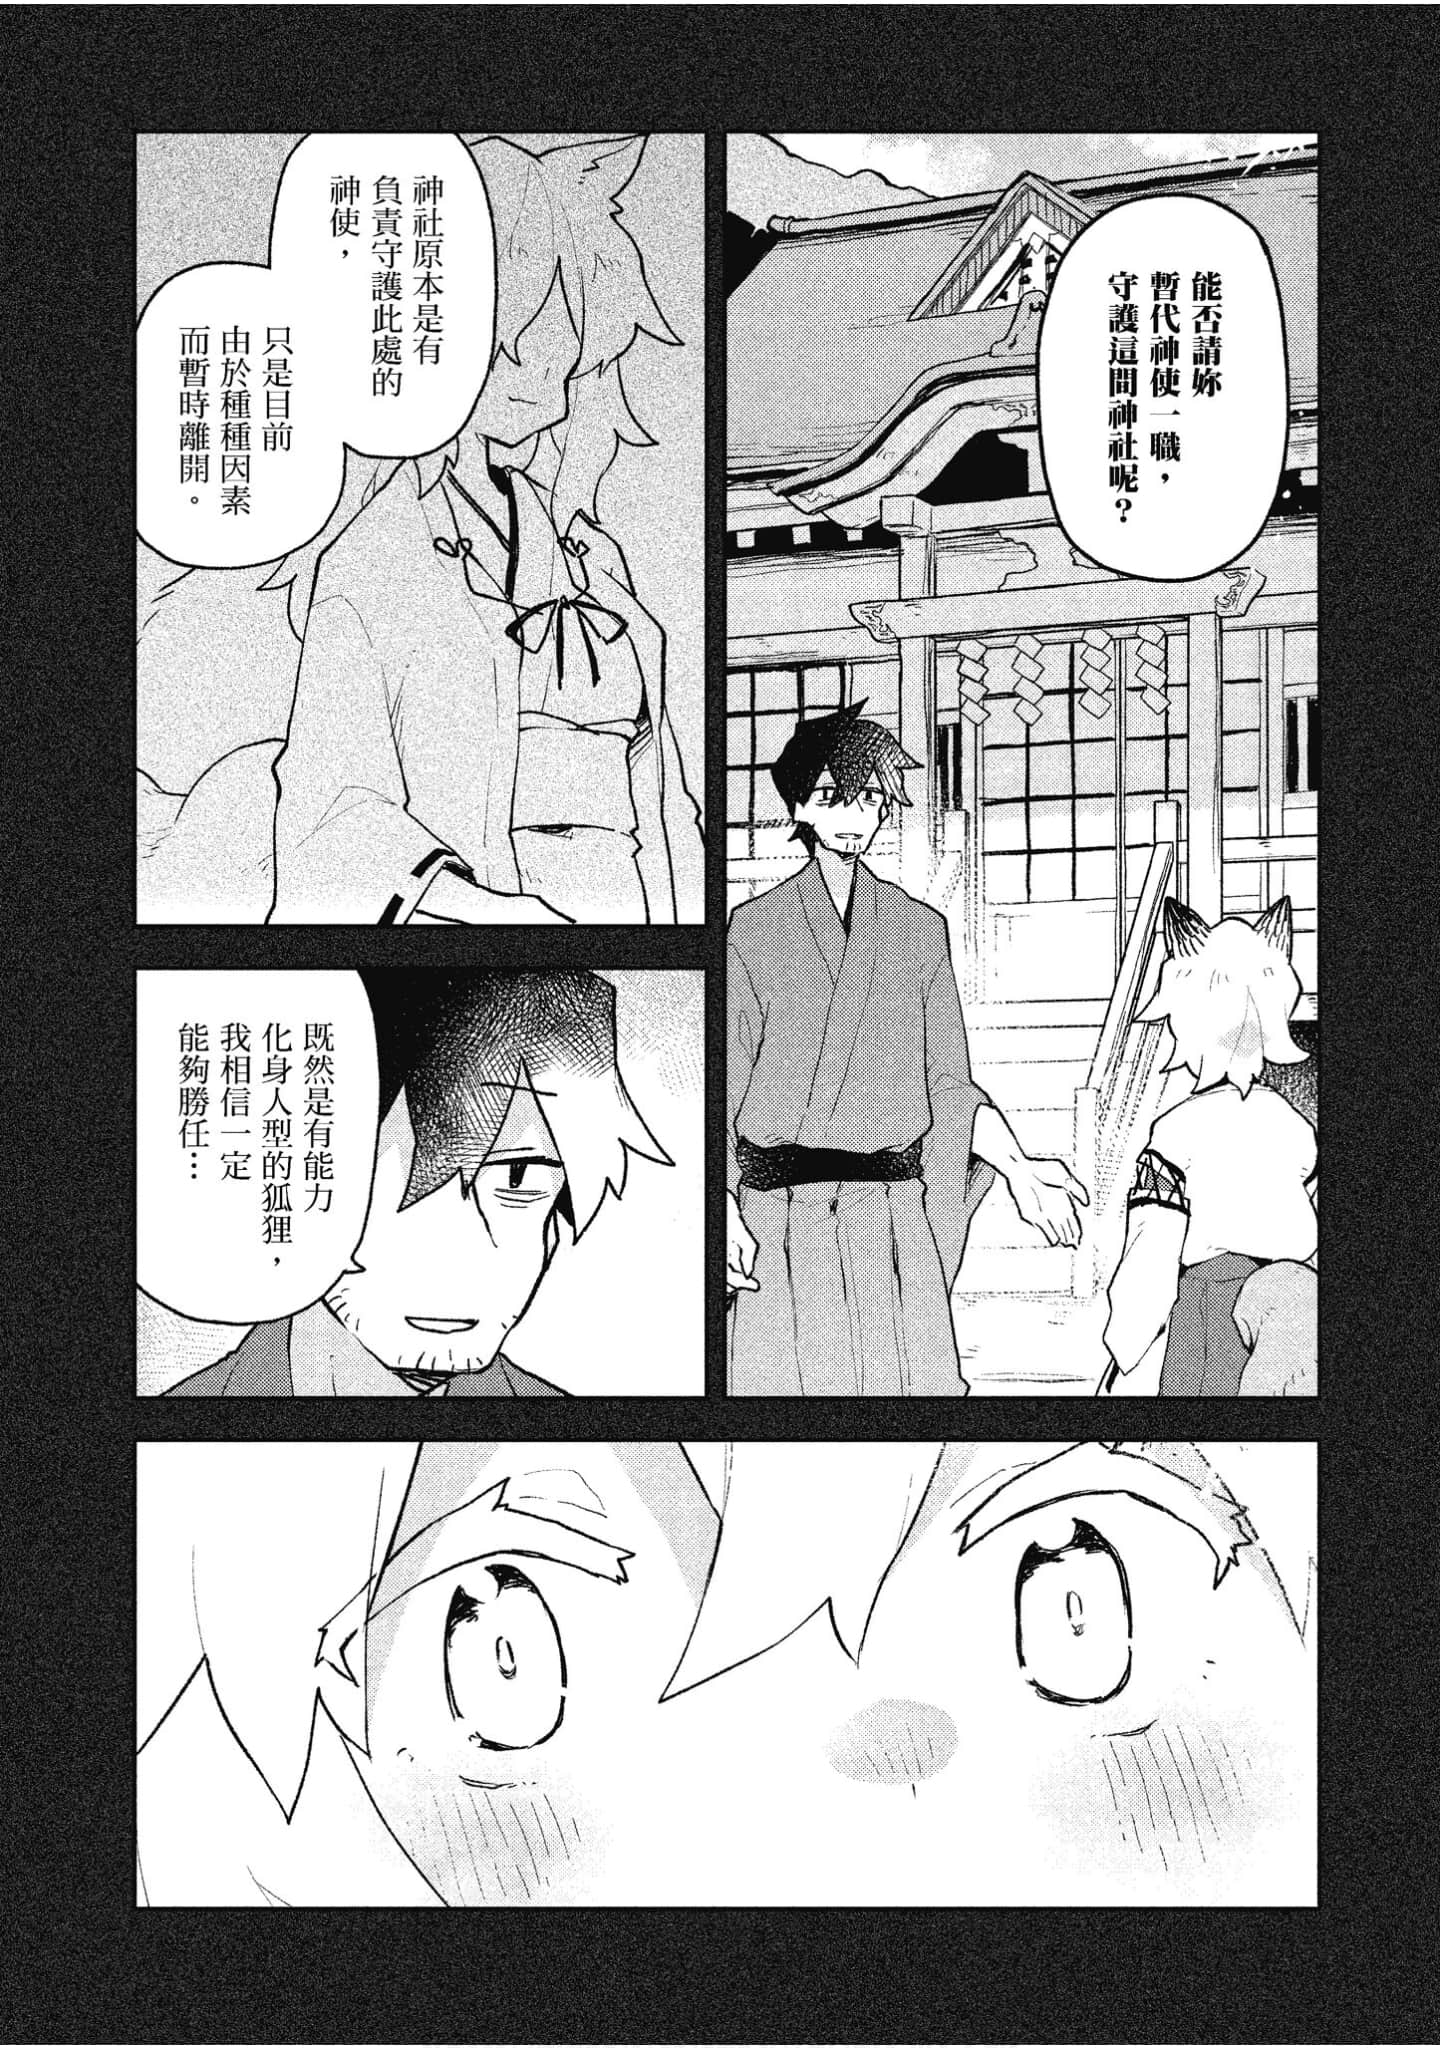 能否請妳
暫代神使一職，
守護這間神社呢？
神社原本是有
負責守護此處的
神使，
只是目前
由於種種因素
而暫時離開。
既然是有能力
化身人型的狐狸，
我相信一定
能夠勝任…